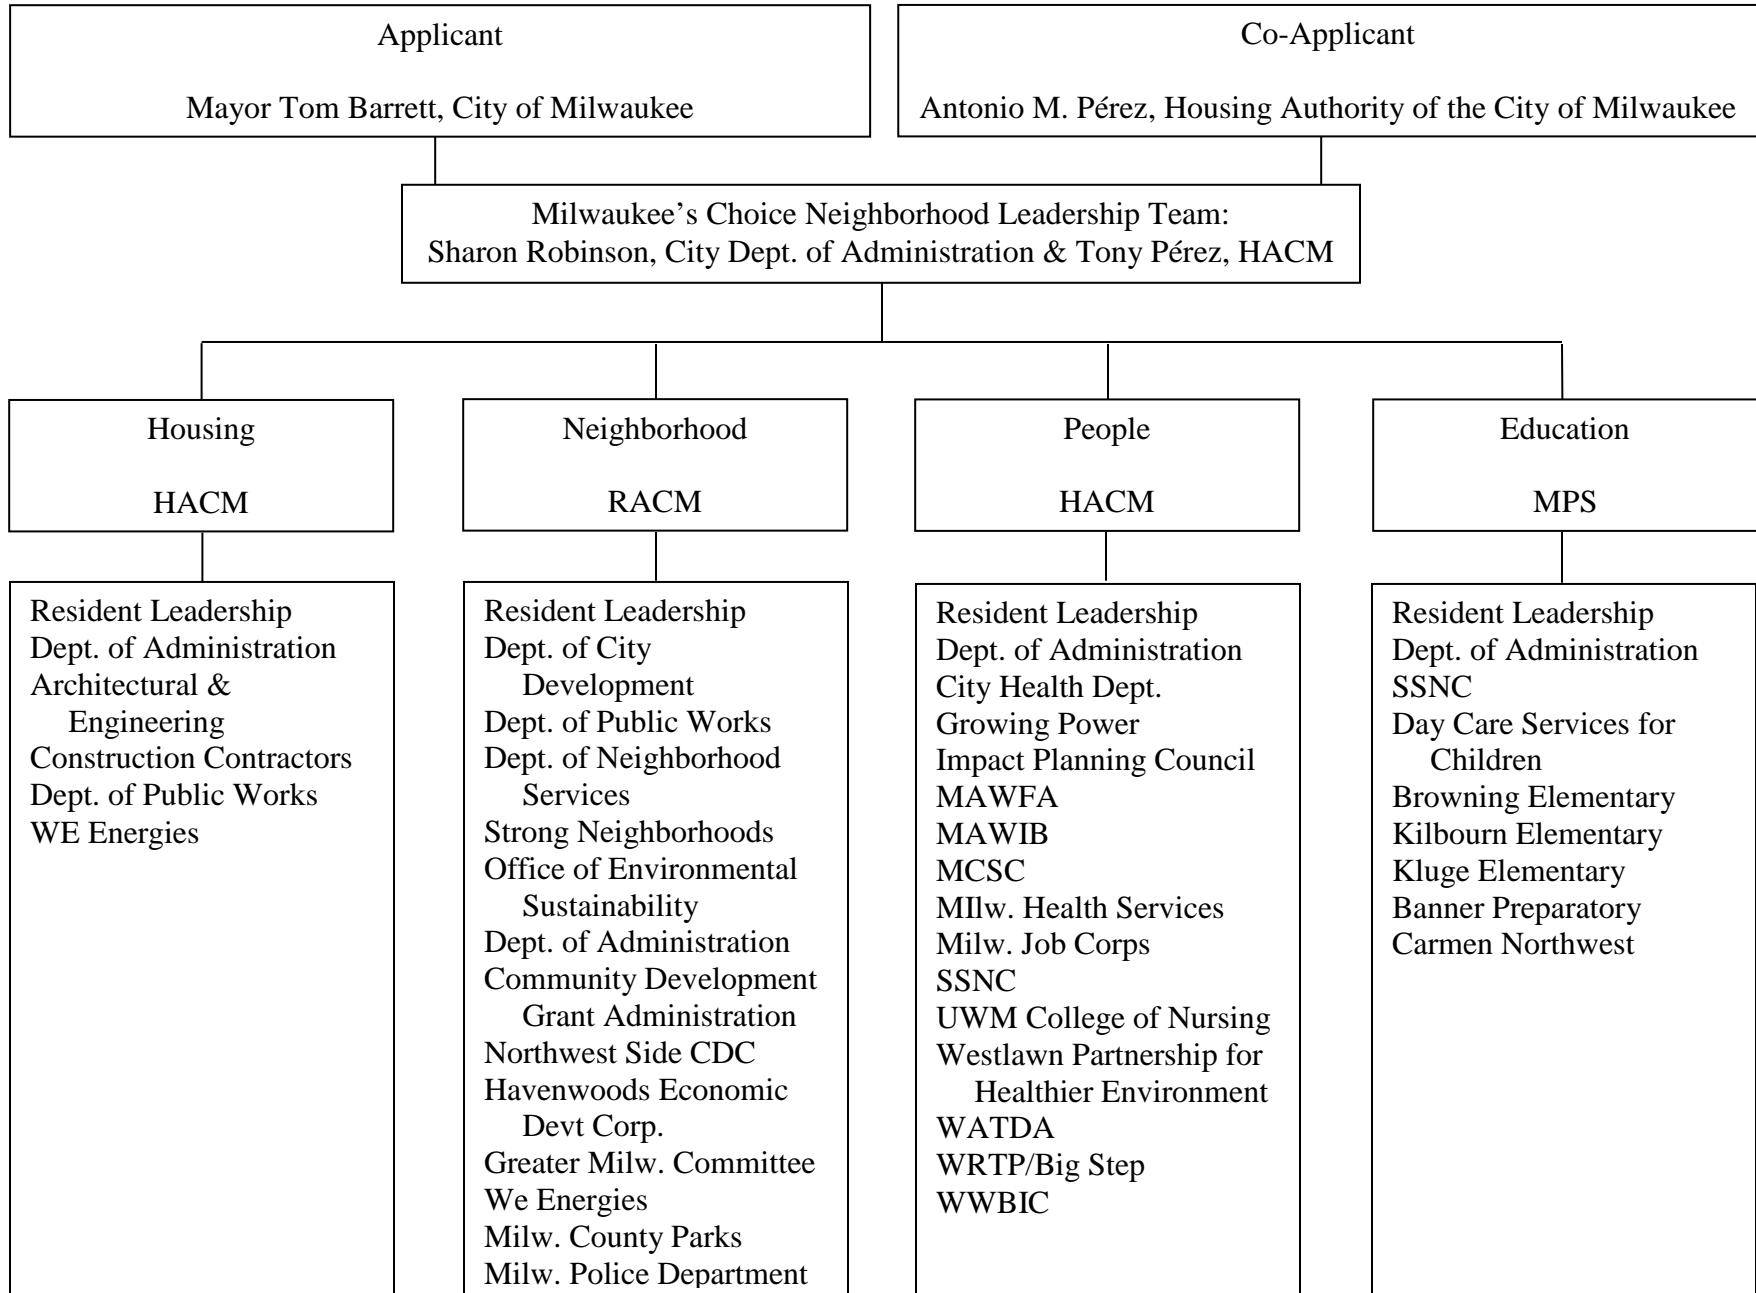 Applicant
Mayor Tom Barrett, City of Milwaukee
Co-Applicant
Antonio M. Pérez, Housing Authority of the City of Milwaukee
Milwaukee’s Choice Neighborhood Leadership Team:
Sharon Robinson, City Dept. of Administration & Tony Pérez, HACM
Housing
HACM
Neighborhood
RACM
People
HACM
Education
MPS
Resident Leadership
Dept. of Administration
Architectural &
Engineering
Construction Contractors
Dept. of Public Works
WE Energies
Resident Leadership
Dept. of City
Development
Dept. of Public Works
Dept. of Neighborhood
Services
Strong Neighborhoods
Office of Environmental
Sustainability
Dept. of Administration
Community Development
Grant Administration
Northwest Side CDC
Havenwoods Economic
Devt Corp.
Greater Milw. Committee
We Energies
Milw. County Parks
Milw. Police Department
Resident Leadership
Dept. of Administration
City Health Dept.
Growing Power
Impact Planning Council
MAWFA
MAWIB
MCSC
MIlw. Health Services
Milw. Job Corps
SSNC
UWM College of Nursing
Westlawn Partnership for
Healthier Environment
WATDA
WRTP/Big Step
WWBIC
Resident Leadership
Dept. of Administration
SSNC
Day Care Services for
Children
Browning Elementary
Kilbourn Elementary
Kluge Elementary
Banner Preparatory
Carmen Northwest